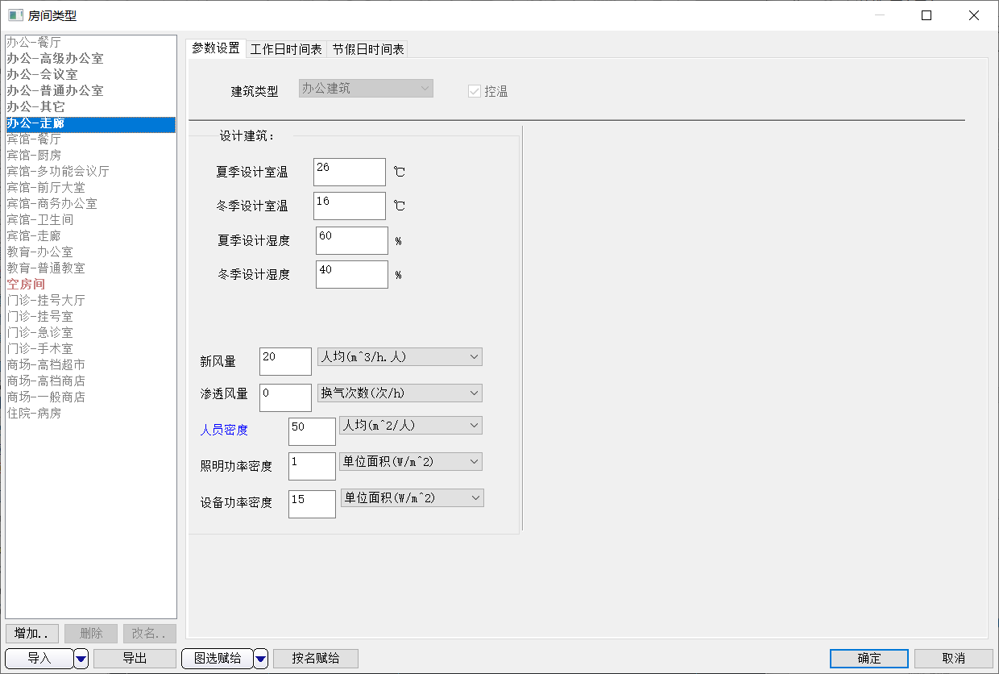 房间类型
办公-餐厅
办公-高级办公室
办公-会议室
办公-普通办公室
办公-其它
办公-走廊
宾馆-餐厅
宾馆-厨房
宾馆-多功能会议厅
宾馆-前厅大堂
宾馆-商务办公室
宾馆-卫生间
宾馆-走廊
教育-办公室
教育-普通教室
空房间
门诊-挂号大厅
门诊-挂号室
门诊-急诊室
门诊-手术室
商场-高档超市
商场-高档商店
商场-一般商店
住院-病房
增加.. 删除 改名..
参数设置 工作日时间表 节假日时间表
建筑类型 办公建筑 控温
设计建筑:
夏季设计室温 26 ℃
冬季设计室温 16 ℃
夏季设计湿度 60 %
冬季设计湿度 40 %
新风量 20 人均(m^3/h.人)
渗透风量 0 换气次数(次/h)
人员密度 50 人均(m^2/人)
照明功率密度 1 单位面积(W/m^2)
设备功率密度 15 单位面积(W/m^2)
导入 导出 图选赋给 按名赋给 确定 取消